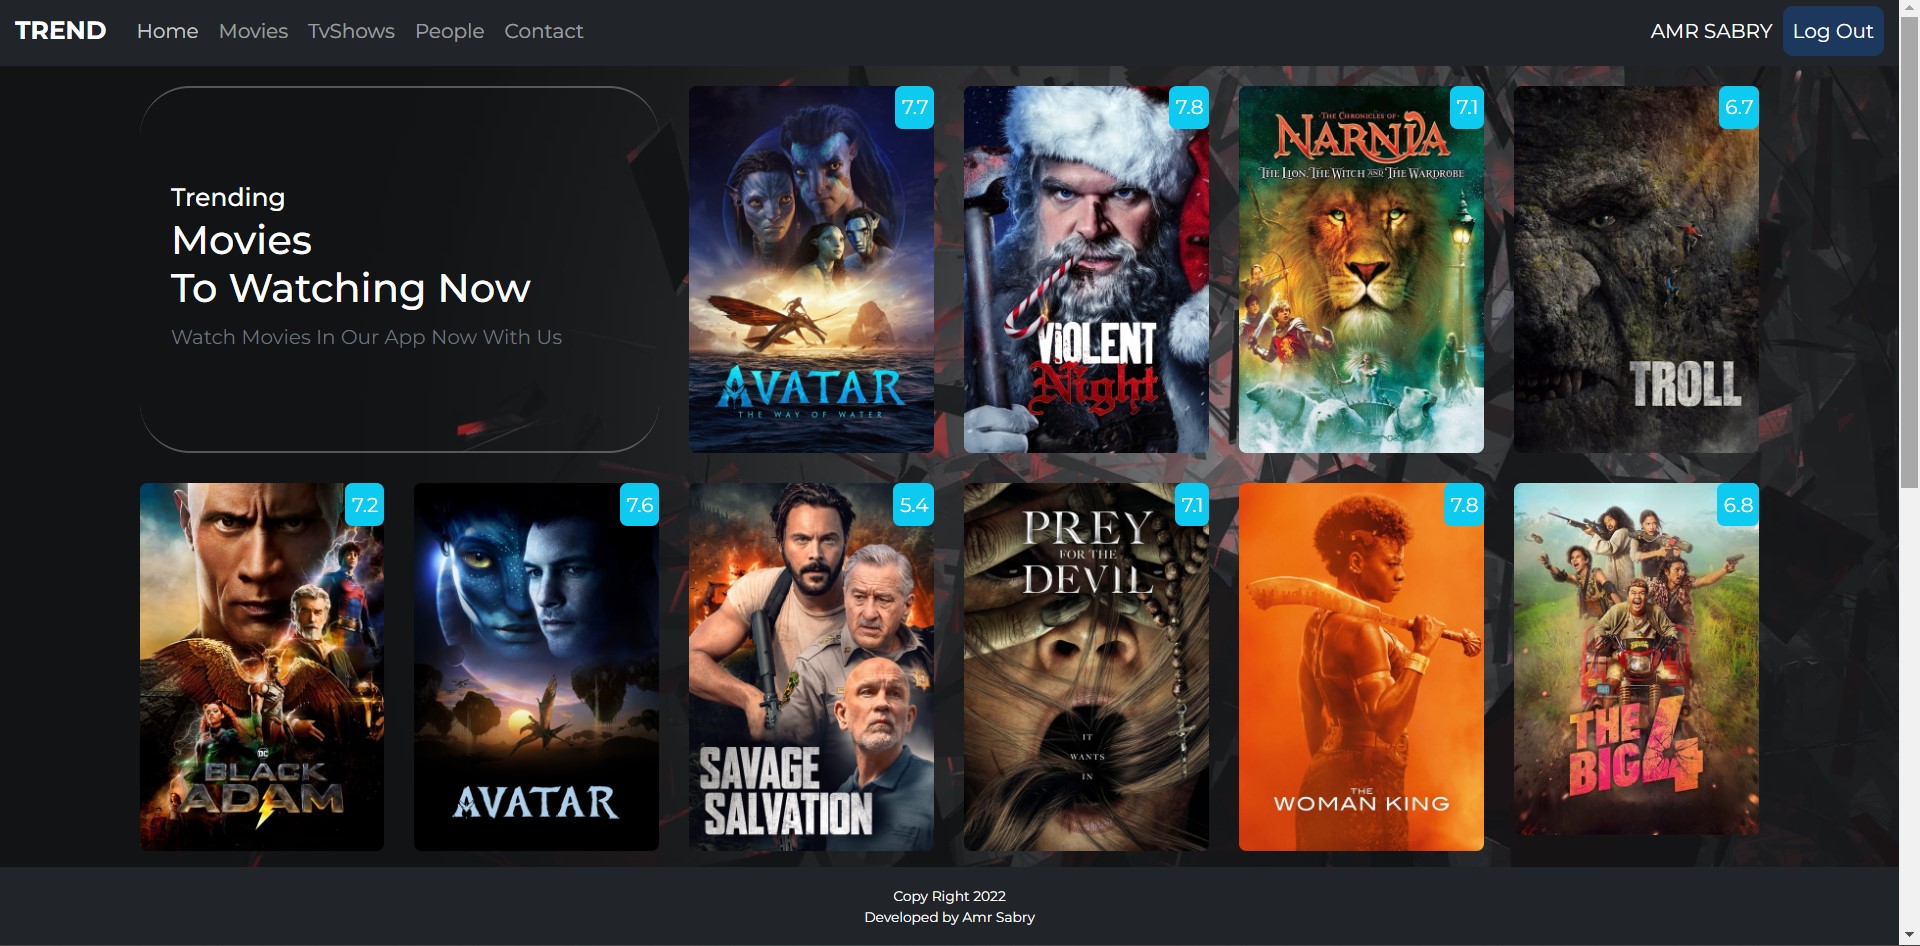 TREND Home Movies TvShows People Contact AMR SABRY Log Out
Trending
Movies
To Watching Now
Watch Movies In Our App Now With Us
7.7
AVATAR
THE WAY OF WATER
7.8
VIOLENT
Night
7.1
THE CHRONICLES OF
NARNIA
THE LION, THE WITCH AND THE WARDROBE
6.7
TROLL
7.2
DC
BLACK
ADAM
7.6
AVATAR
5.4
SAVAGE
SALVATION
7.1
PREY
FOR THE
DEVIL
IT
WANTS
IN
7.8
THE
WOMAN KING
6.8
THE
BIG 4
Copy Right 2022
Developed by Amr Sabry